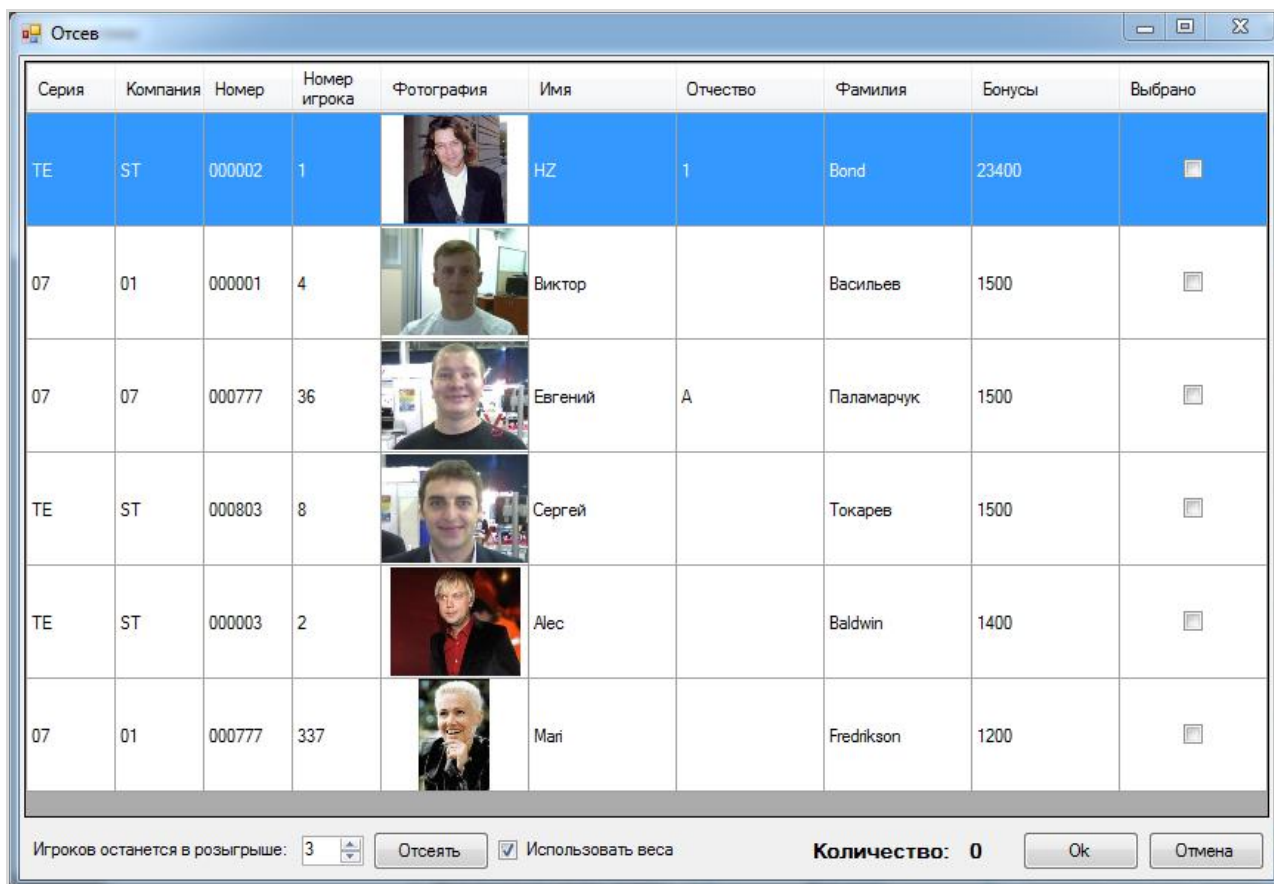 Отсев
Серия Компания Номер Номер игрока Фотография Имя Отчество Фамилия Бонусы Выбрано
TE ST 000002 1 HZ 1 Bond 23400
07 01 000001 4 Виктор Васильев 1500
07 07 000777 36 Евгений А Паламарчук 1500
TE ST 000803 8 Сергей Токарев 1500
TE ST 000003 2 Alec Baldwin 1400
07 01 000777 337 Mari Fredrikson 1200
Игроков останется в розыгрыше: 3 Отсеять Использовать веса Количество: 0 Ok Отмена